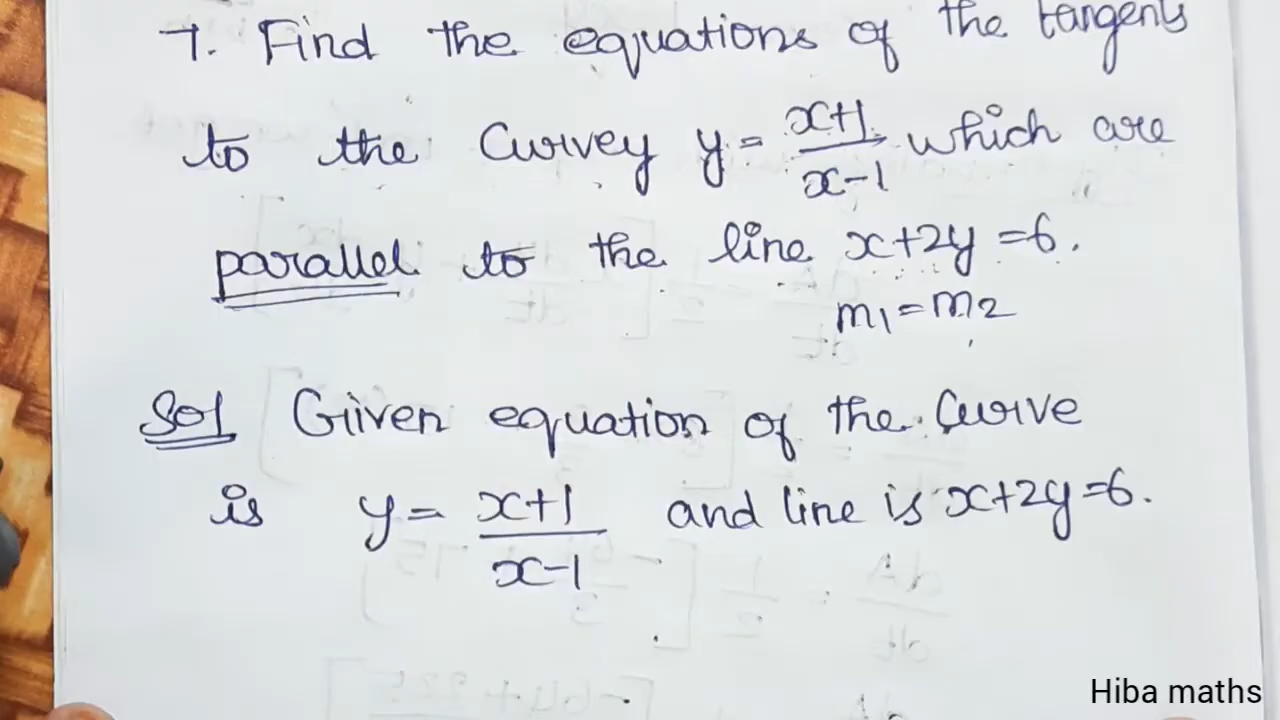 7. Find the equations of the tangents
to the Curvey y = x+1/x-1 which are
parallel to the line x+2y=6.
m1=m2
Sol Given equation of the Curve
is y = x+1/x-1 and line is x+2y=6.
Hiba maths